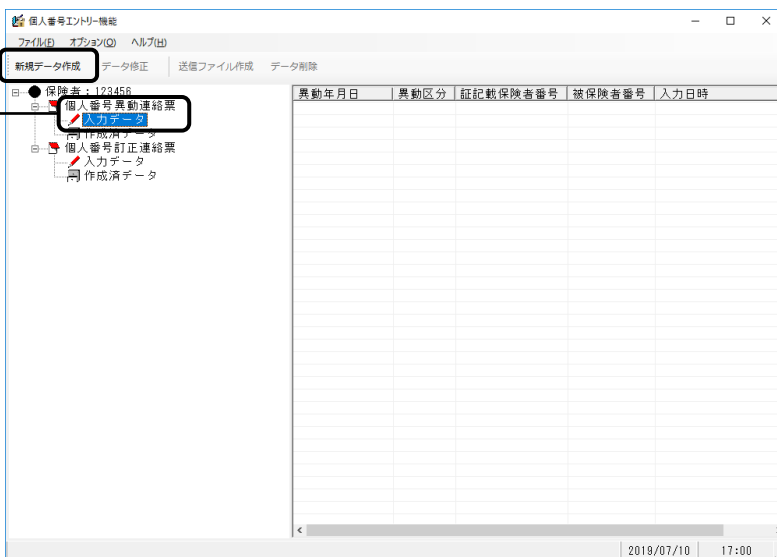 個人番号エントリー機能
ファイル(F) オプション(O) ヘルプ(H)
新規データ作成 データ修正 送信ファイル作成 データ削除
保険者：123456
個人番号異動連絡票
入力データ
作成済データ
個人番号訂正連絡票
入力データ
作成済データ
異動年月日 異動区分 証記載保険者番号 被保険者番号 入力日時
2019/07/10 17:00